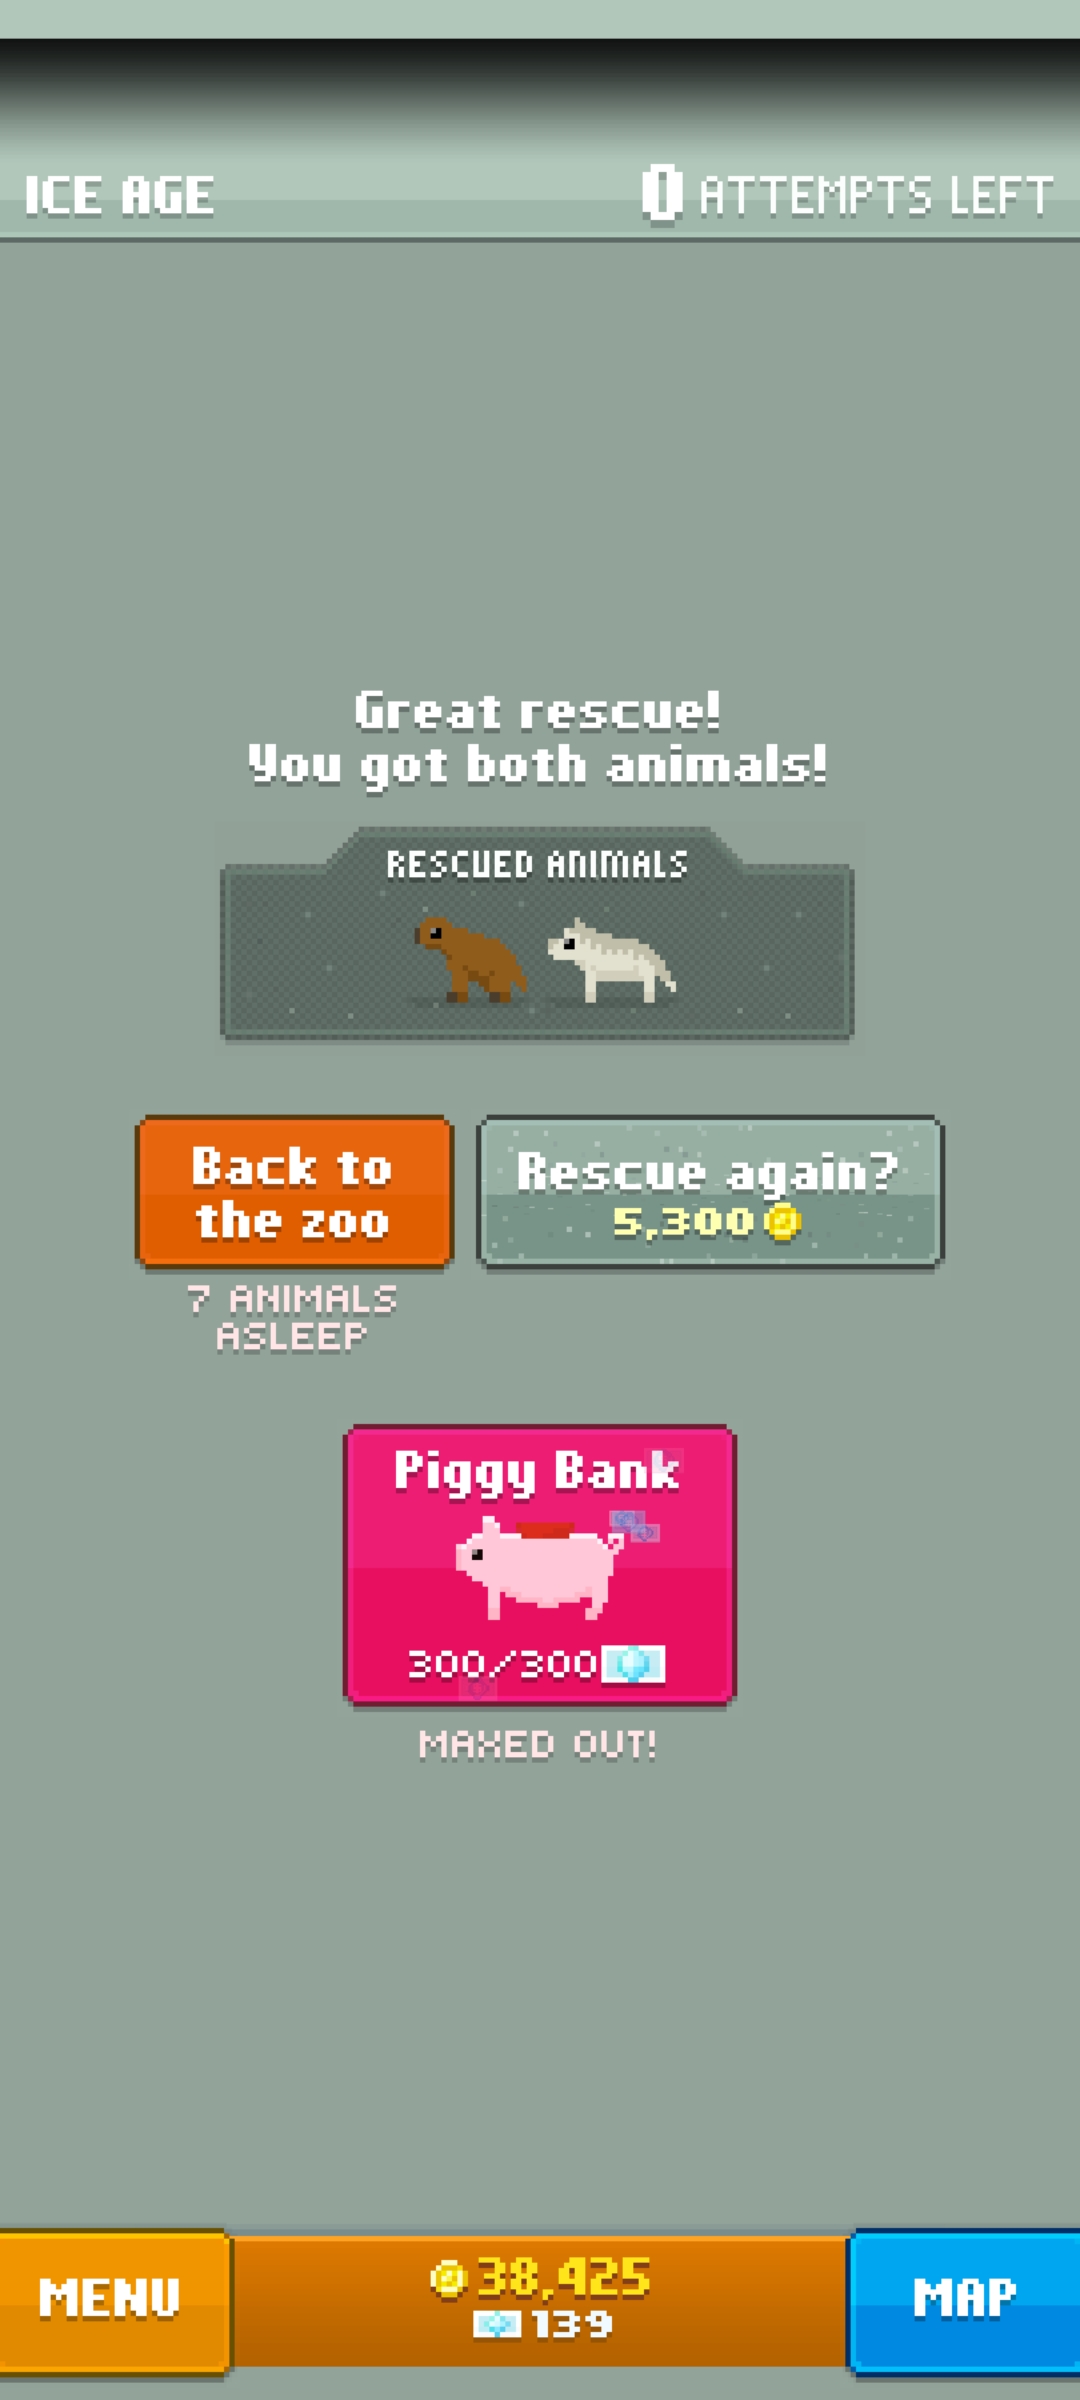 ICE AGE
0 ATTEMPTS LEFT
Great rescue!
You got both animals!
RESCUED ANIMALS
Back to
the zoo
Rescue again?
5,300
7 ANIMALS
ASLEEP
Piggy Bank
300/300
MAXED OUT!
MENU
38,425
139
MAP